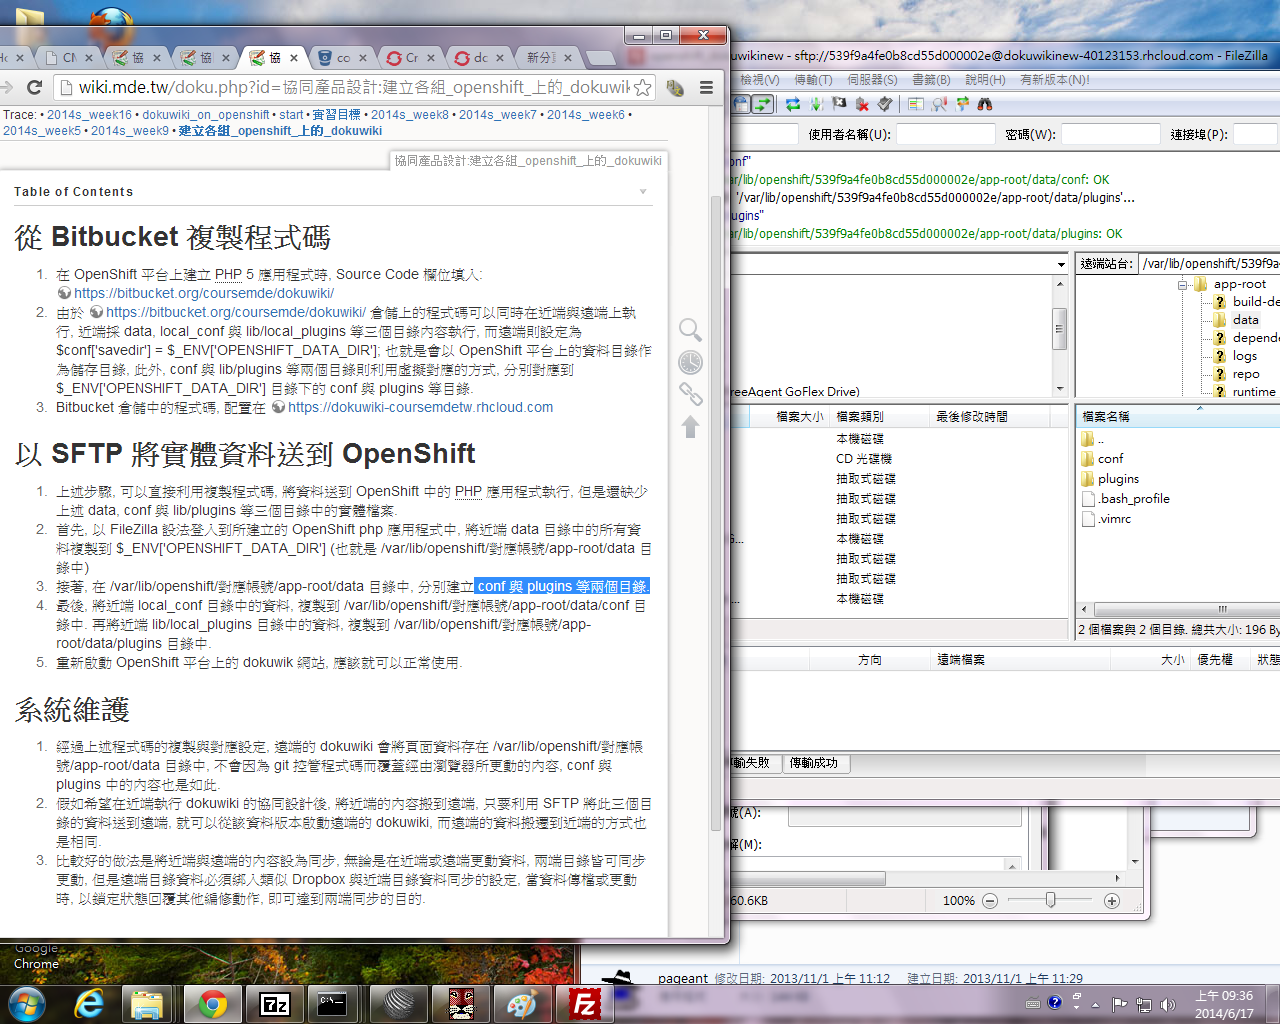 dokuwikinew - sftp://539f9a4fe0b8cd55d000002e@dokuwikinew-40123153.rhcloud.com - FileZilla
協
協
協
co
Cr
dc
新分頁
wiki.mde.tw/doku.php?id=協同產品設計:建立各組_openshift_上的_dokuwik
Trace: • 2014s_week16 • dokuwiki_on_openshift • start • 實習目標 • 2014s_week8 • 2014s_week7 • 2014s_week6 •
2014s_week5 • 2014s_week9 • 建立各組_openshift_上的_dokuwiki
協同產品設計:建立各組_openshift_上的_dokuwiki
Table of Contents
從 Bitbucket 複製程式碼
1. 在 OpenShift 平台上建立 PHP 5 應用程式時, Source Code 欄位填入:
https://bitbucket.org/coursemde/dokuwiki/
2. 由於 https://bitbucket.org/coursemde/dokuwiki/ 倉儲上的程式碼可以同時在近端與遠端上執
行, 近端採 data, local_conf 與 lib/local_plugins 等三個目錄內容執行, 而遠端則設定為
$conf['savedir'] = $_ENV['OPENSHIFT_DATA_DIR']; 也就是會以 OpenShift 平台上的資料目錄作
為儲存目錄, 此外, conf 與 lib/plugins 等兩個目錄則利用虛擬對應的方式, 分別對應到
$_ENV['OPENSHIFT_DATA_DIR'] 目錄下的 conf 與 plugins 等目錄.
3. Bitbucket 倉儲中的程式碼, 配置在 https://dokuwiki-coursemdetw.rhcloud.com
以 SFTP 將實體資料送到 OpenShift
1. 上述步驟, 可以直接利用複製程式碼, 將資料送到 OpenShift 中的 PHP 應用程式執行, 但是還缺少
上述 data, conf 與 lib/plugins 等三個目錄中的實體檔案.
2. 首先, 以 FileZilla 設法登入到所建立的 OpenShift php 應用程式中, 將近端 data 目錄中的所有資
料複製到 $_ENV['OPENSHIFT_DATA_DIR'] (也就是 /var/lib/openshift/對應帳號/app-root/data 目
錄中)
3. 接著, 在 /var/lib/openshift/對應帳號/app-root/data 目錄中, 分別建立 conf 與 plugins 等兩個目錄.
4. 最後, 將近端 local_conf 目錄中的資料, 複製到 /var/lib/openshift/對應帳號/app-root/data/conf 目
錄中. 再將近端 lib/local_plugins 目錄中的資料, 複製到 /var/lib/openshift/對應帳號/app-
root/data/plugins 目錄中.
5. 重新啟動 OpenShift 平台上的 dokuwik 網站, 應該就可以正常使用.
系統維護
1. 經過上述程式碼的複製與對應設定, 遠端的 dokuwiki 會將頁面資料存在 /var/lib/openshift/對應帳
號/app-root/data 目錄中, 不會因為 git 控管程式碼而覆蓋經由瀏覽器所更動的內容, conf 與
plugins 中的內容也是如此.
2. 假如希望在近端執行 dokuwiki 的協同設計後, 將近端的內容搬到遠端, 只要利用 SFTP 將此三個目
錄的資料送到遠端, 就可以從該資料版本啟動遠端的 dokuwiki, 而遠端的資料搬遷到近端的方式也
是相同.
3. 比較好的做法是將近端與遠端的內容設為同步, 無論是在近端或遠端更動資料, 兩端目錄皆可同步
更動, 但是遠端目錄資料必須綁入類似 Dropbox 與近端目錄資料同步的設定, 當資料傳檔或更動
時, 以鎖定狀態回覆其他編修動作, 即可達到兩端同步的目的.
檢視(V) 傳輸(T) 伺服器(S) 書籤(B) 說明(H) 有新版本(N)!
使用者名稱(U): 密碼(W): 連接埠(P):
onf"
var/lib/openshift/539f9a4fe0b8cd55d000002e/app-root/data/conf: OK
'/var/lib/openshift/539f9a4fe0b8cd55d000002e/app-root/data/plugins'...
ugins"
var/lib/openshift/539f9a4fe0b8cd55d000002e/app-root/data/plugins: OK
遠端站台: /var/lib/openshift/539f9a
app-root
build-de
data
depende
logs
repo
runtime
reeAgent GoFlex Drive)
檔案大小 檔案類別 最後修改時間
本機磁碟
CD 光碟機
抽取式磁碟
抽取式磁碟
抽取式磁碟
G... 本機磁碟
抽取式磁碟
抽取式磁碟
... 本機磁碟
檔案名稱
..
conf
plugins
.bash_profile
.vimrc
2 個檔案與 2 個目錄. 總共大小: 196 By
方向 遠端檔案 大小 優先權 狀態
傳輸失敗 傳輸成功
號(A):
解(M):
60.6KB 100%
Google
Chrome
pageant 修改日期: 2013/11/1 上午 11:12 建立日期: 2013/11/1 上午 11:29
上午 09:36
2014/6/17